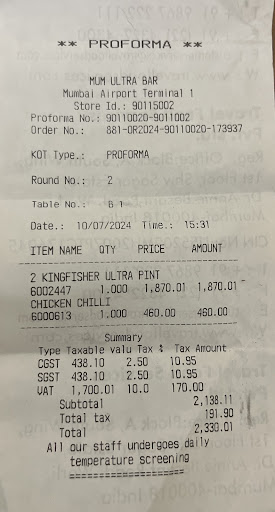 ** PROFORMA **
MUM ULTRA BAR
Mumbai Airport Terminal 1
Store Id.: 90115002
Proforma No.: 90110020-9011002
Order No.: 881-OR2024-90110020-173937
KOT Type.: PROFORMA
Round No.: 2
Table No.: B 1
Date.: 10/07/2024 Time.: 15:31
ITEM NAME QTY PRICE AMOUNT
2 KINGFISHER ULTRA PINT
6002447 1.000 1,870.01 1,870.01
CHICKEN CHILLI
6000613 1.000 460.00 460.00
Summary
Type Taxable valu Tax % Tax Amount
CGST 438.10 2.50 10.95
SGST 438.10 2.50 10.95
VAT 1,700.01 10.0 170.00
Subtotal 2,138.11
Total tax 191.90
Total 2,330.01
All our staff undergoes daily
temperature screening